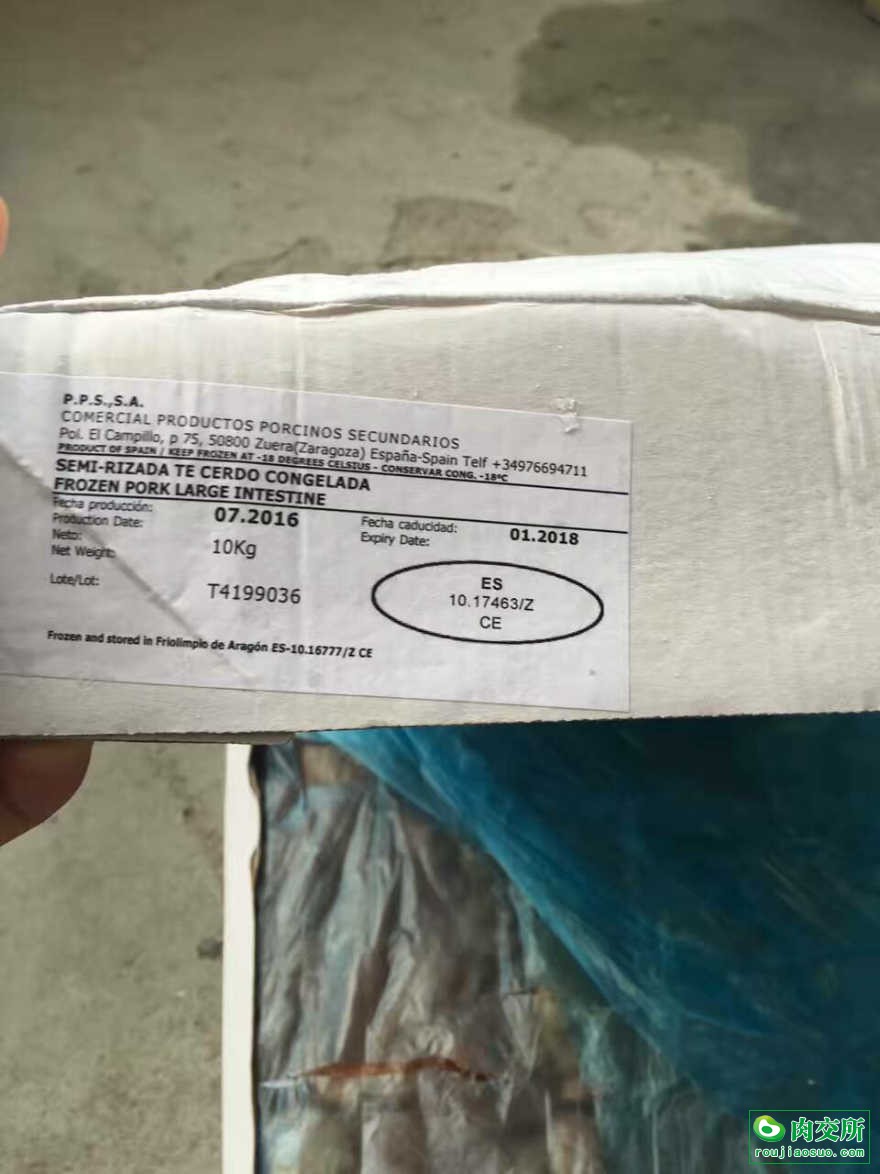 P.P.S.,S.A.
COMERCIAL PRODUCTOS PORCINOS SECUNDARIOS
Pol. El Campillo, p 75, 50800 Zuera(Zaragoza) España-Spain Telf +34976694711
PRODUCT OF SPAIN / KEEP FROZEN AT -18 DEGREES CELSIUS - CONSERVAR CONG. -18ºC
SEMI-RIZADA TE CERDO CONGELADA
FROZEN PORK LARGE INTESTINE
Fecha producción:
Production Date: 07.2016
Fecha caducidad:
Expiry Date: 01.2018
Neto:
Net Weight: 10Kg
Lote/Lot: T4199036
ES
10.17463/Z
CE
Frozen and stored in Friolimpio de Aragón ES-10.16777/Z CE
肉交所
roujiaosuo.com